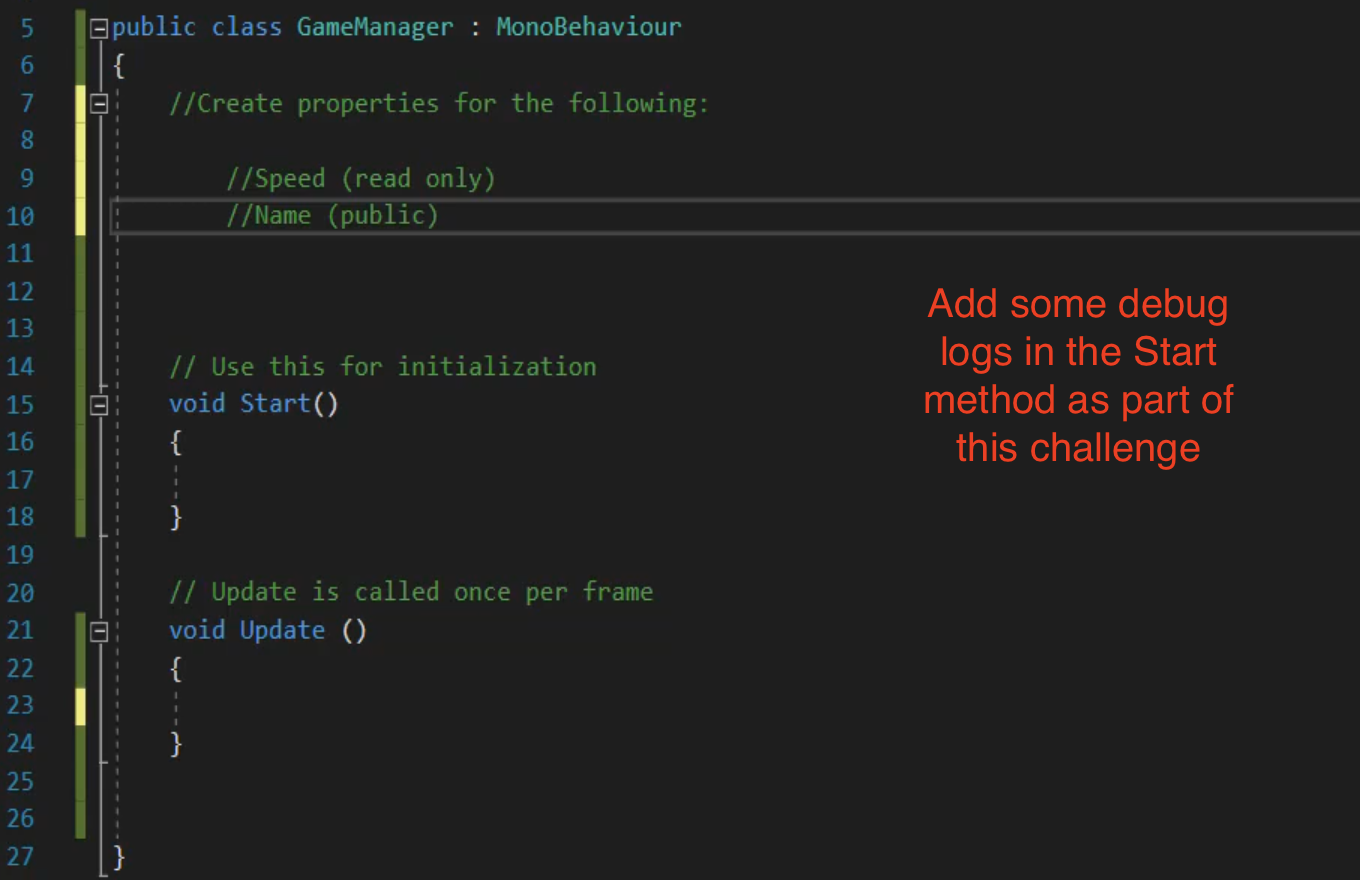 5 public class GameManager : MonoBehaviour
6 {
7 //Create properties for the following:
8
9 //Speed (read only)
10 //Name (public)
11
12
13
14 // Use this for initialization
15 void Start()
16 {
17
18 }
19
20 // Update is called once per frame
21 void Update ()
22 {
23
24 }
25
26
27 }
Add some debug
logs in the Start
method as part of
this challenge